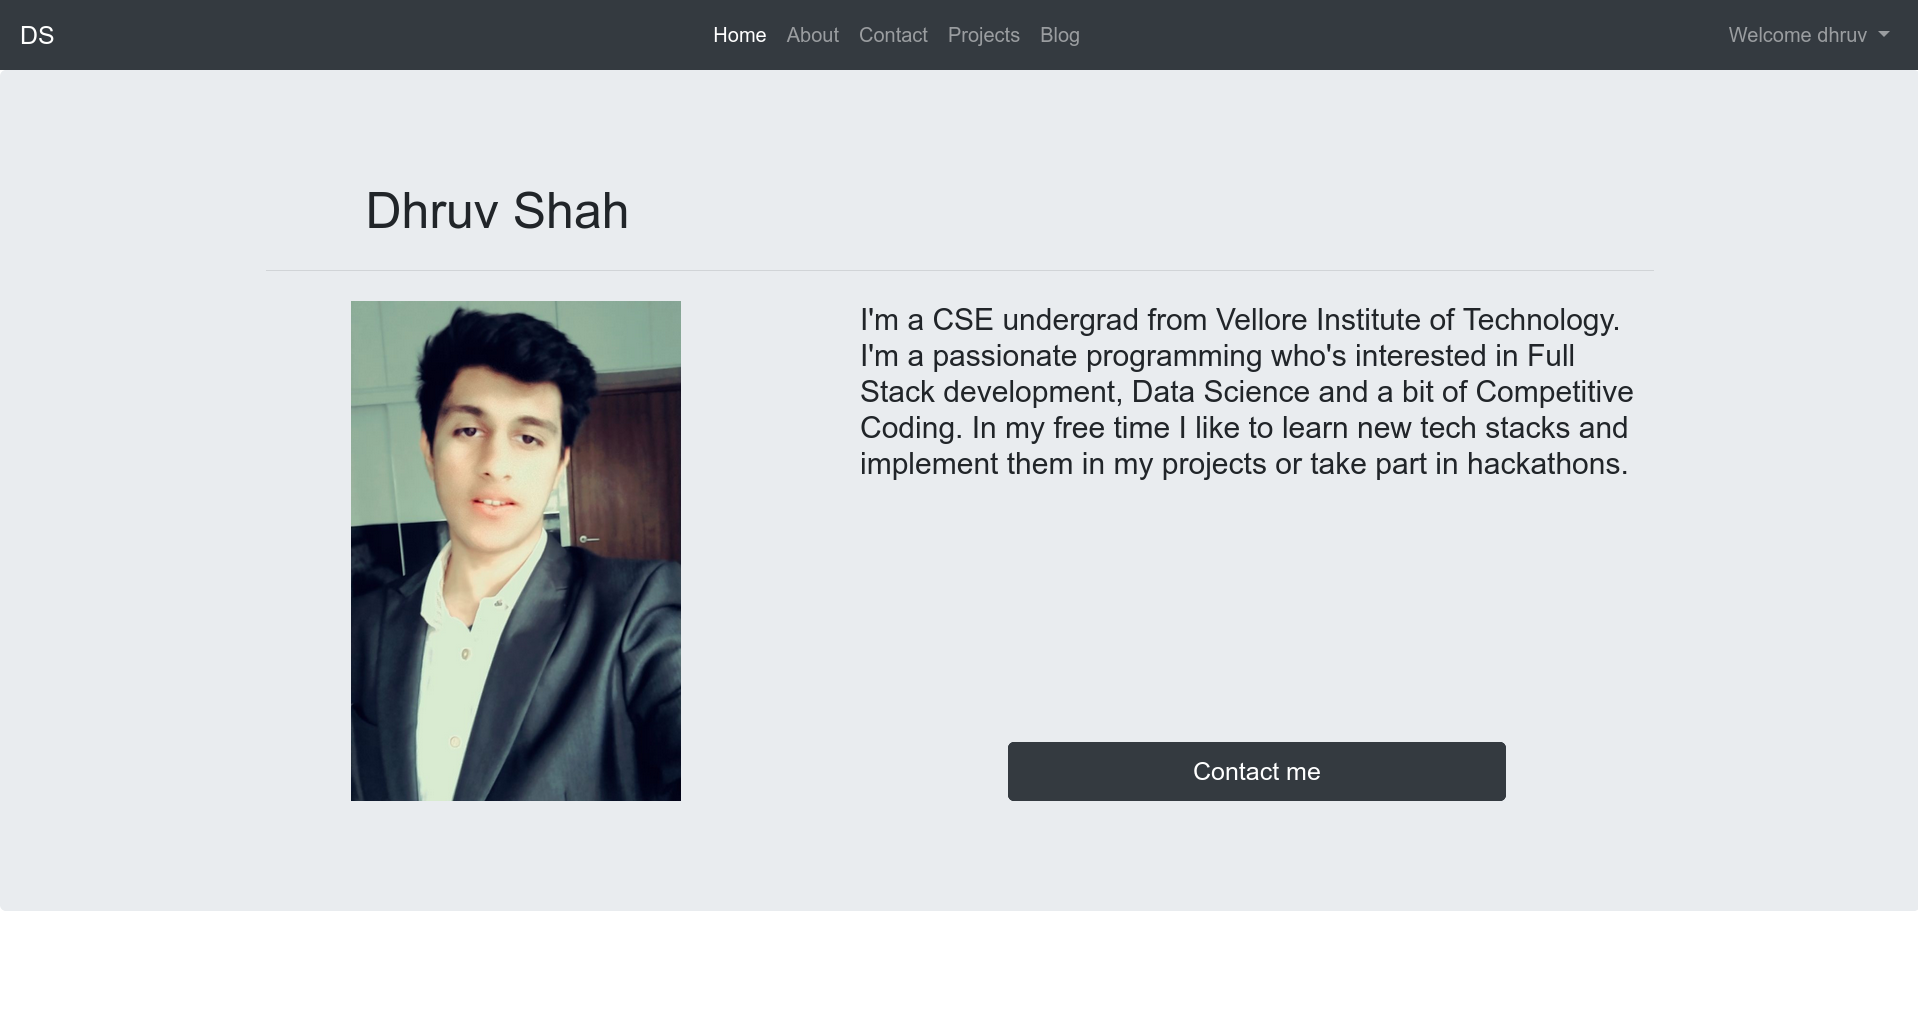 DS
Home About Contact Projects Blog
Welcome dhruv
Dhruv Shah
I'm a CSE undergrad from Vellore Institute of Technology.
I'm a passionate programming who's interested in Full
Stack development, Data Science and a bit of Competitive
Coding. In my free time I like to learn new tech stacks and
implement them in my projects or take part in hackathons.
Contact me